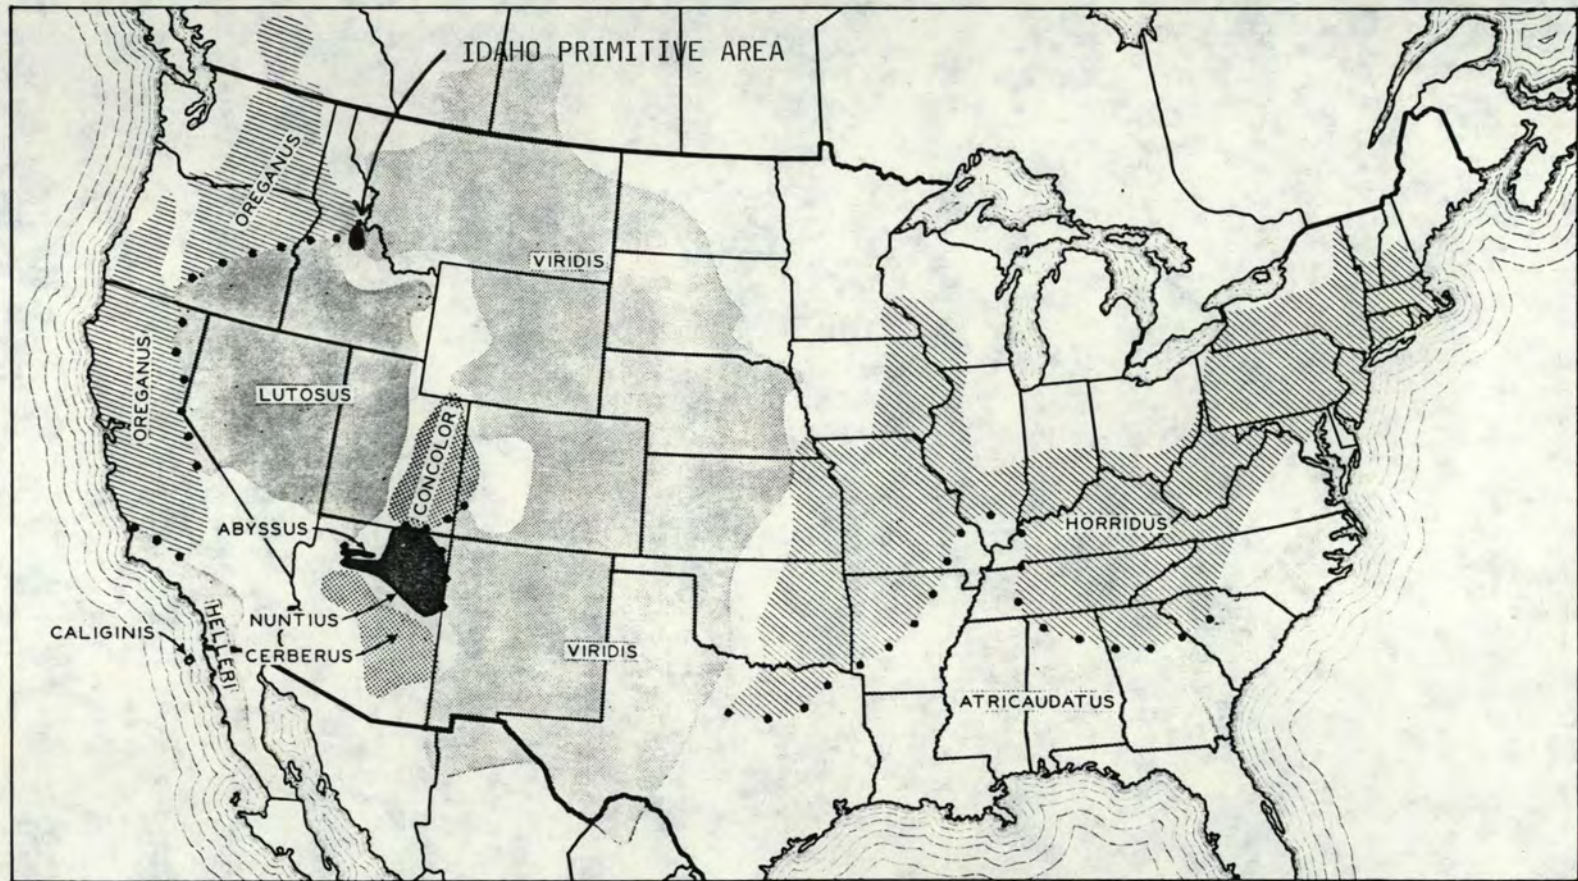 IDAHO PRIMITIVE AREA
OREGANUS
VIRIDIS
OREGANUS
LUTOSUS
CONCOLOR
ABYSSUS
HORRIDUS
HELLERI
NUNTIUS
CALIGINIS
CERBERUS
VIRIDIS
ATRICAUDATUS